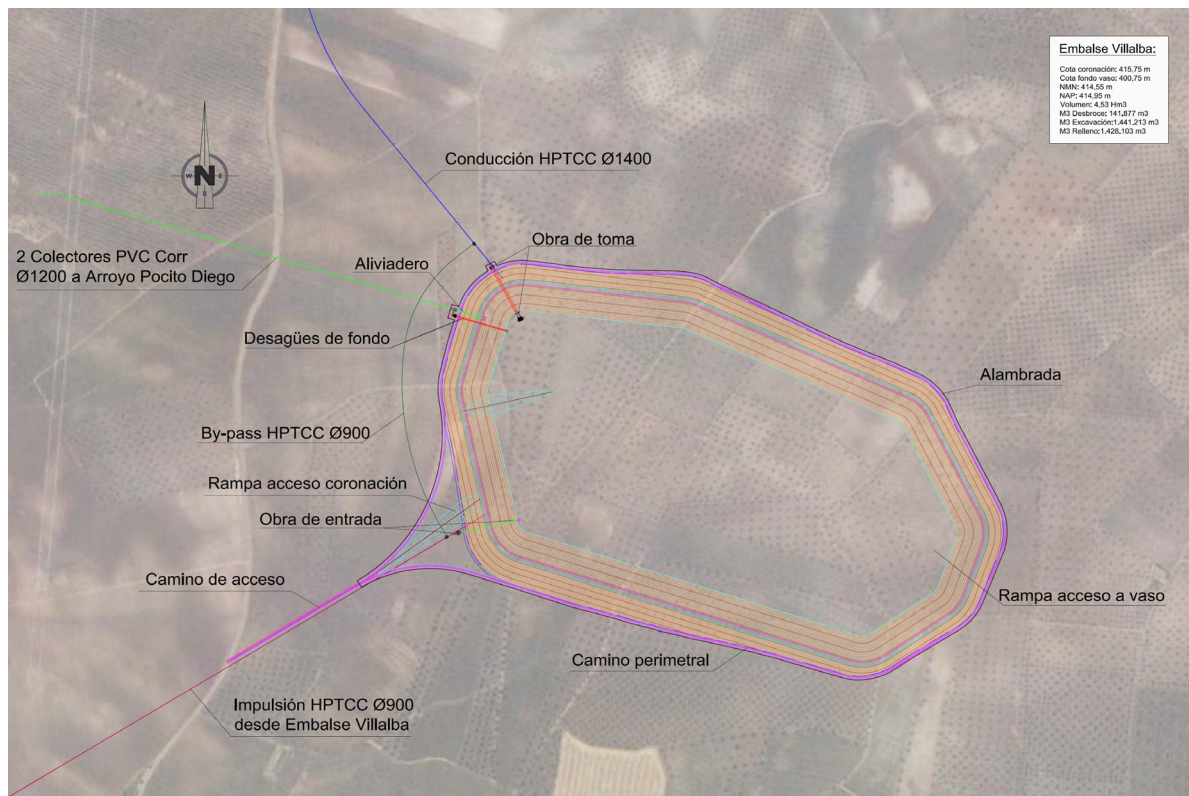 Embalse Villalba:
Cota coronación: 415,75 m
Cota fondo vaso: 400,75 m
NMN: 414,55 m
NAP: 414,95 m
Volumen: 4,53 Hm3
M3 Desbroce: 141,877 m3
M3 Excavación:1.441.213 m3
M3 Relleno:1.428,103 m3
Conducción HPTCC Ø1400
N
W
E
S
Obra de toma
2 Colectores PVC Corr
Ø1200 a Arroyo Pocito Diego
Aliviadero
Desagües de fondo
Alambrada
By-pass HPTCC Ø900
Rampa acceso coronación
Obra de entrada
Camino de acceso
Rampa acceso a vaso
Camino perimetral
Impulsión HPTCC Ø900
desde Embalse Villalba